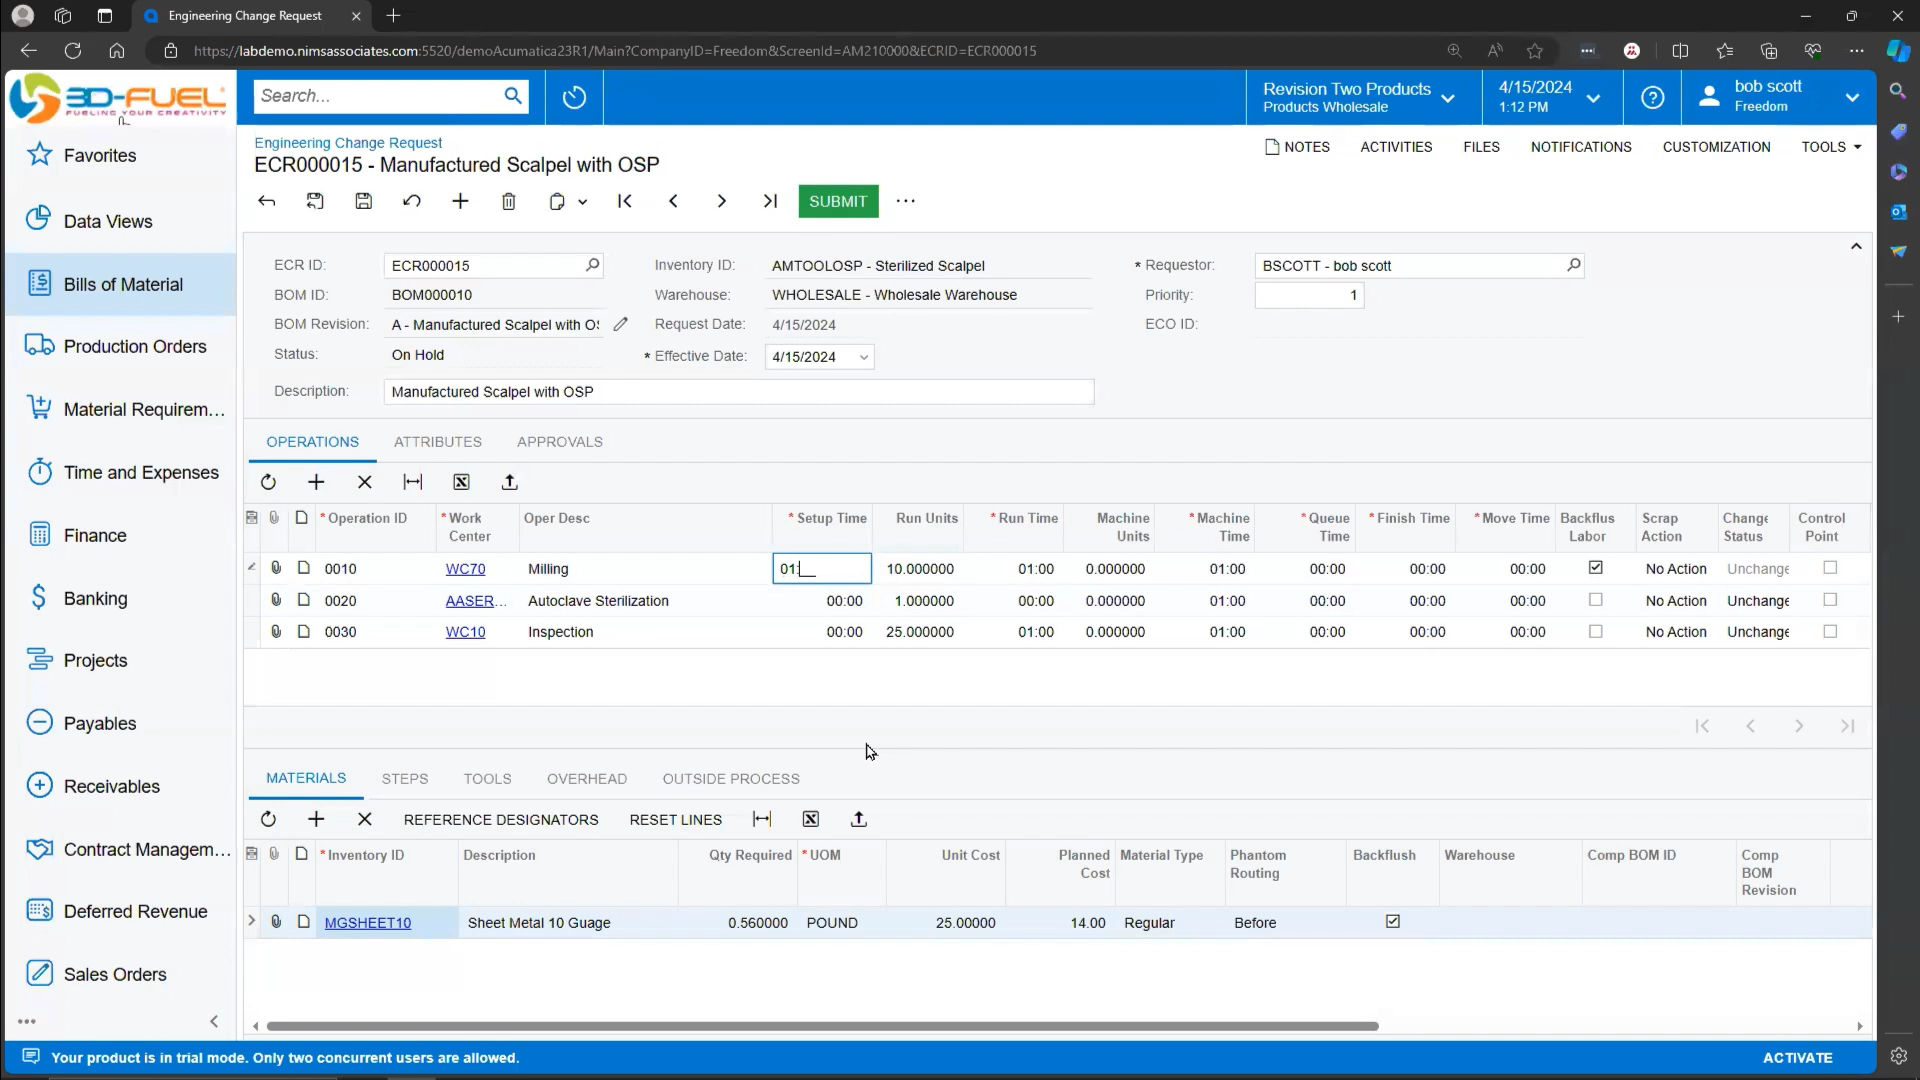 Engineering Change Request
https://labdemo.nimsassociates.com:5520/demoAcumatica23R1/Main?CompanyID=Freedom&ScreenId=AM210000&ECRID=ECR000015
3D-FUEL
FUELING YOUR CREATIVITY
Search...
Revision Two Products
Products Wholesale
4/15/2024
1:12 PM
bob scott
Freedom
Favorites
Data Views
Bills of Material
Production Orders
Material Requirem...
Time and Expenses
Finance
Banking
Projects
Payables
Receivables
Contract Managem...
Deferred Revenue
Sales Orders
Engineering Change Request
ECR000015 - Manufactured Scalpel with OSP
NOTES ACTIVITIES FILES NOTIFICATIONS CUSTOMIZATION TOOLS
SUBMIT
ECR ID: ECR000015 Inventory ID: AMTOOLOSP - Sterilized Scalpel * Requestor: BSCOTT - bob scott
BOM ID: BOM000010 Warehouse: WHOLESALE - Wholesale Warehouse Priority: 1
BOM Revision: A - Manufactured Scalpel with O Request Date: 4/15/2024 ECO ID:
Status: On Hold * Effective Date: 4/15/2024
Description: Manufactured Scalpel with OSP
OPERATIONS ATTRIBUTES APPROVALS
* Operation ID * Work Center Oper Desc * Setup Time Run Units * Run Time Machine Units * Machine Time * Queue Time * Finish Time * Move Time Backflus Labor Scrap Action Change Status Control Point
0010 WC70 Milling 01:__ 10.000000 01:00 0.000000 01:00 00:00 00:00 00:00 No Action Unchange
0020 AASER... Autoclave Sterilization 00:00 1.000000 00:00 0.000000 01:00 00:00 00:00 00:00 No Action Unchange
0030 WC10 Inspection 00:00 25.000000 01:00 0.000000 01:00 00:00 00:00 00:00 No Action Unchange
MATERIALS STEPS TOOLS OVERHEAD OUTSIDE PROCESS
REFERENCE DESIGNATORS RESET LINES
* Inventory ID Description Qty Required * UOM Unit Cost Planned Cost Material Type Phantom Routing Backflush Warehouse Comp BOM ID Comp BOM Revision
MGSHEET10 Sheet Metal 10 Guage 0.560000 POUND 25.00000 14.00 Regular Before
Your product is in trial mode. Only two concurrent users are allowed. ACTIVATE